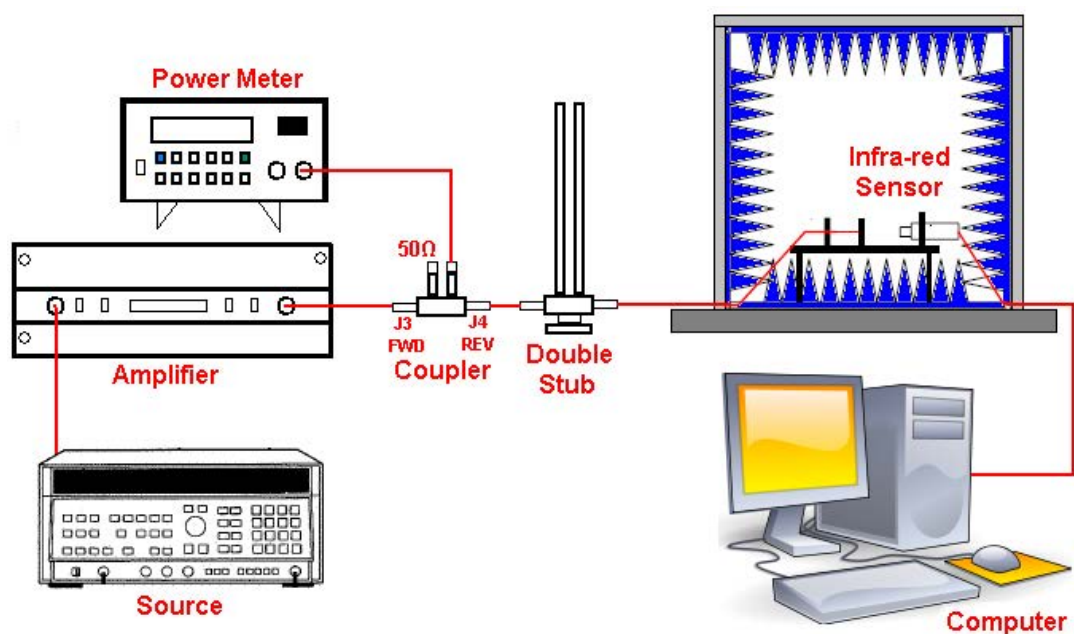 Power Meter
Infra-red
Sensor
50Ω
J3
J4
FWD
REV
Coupler
Double
Stub
Amplifier
Source
Computer